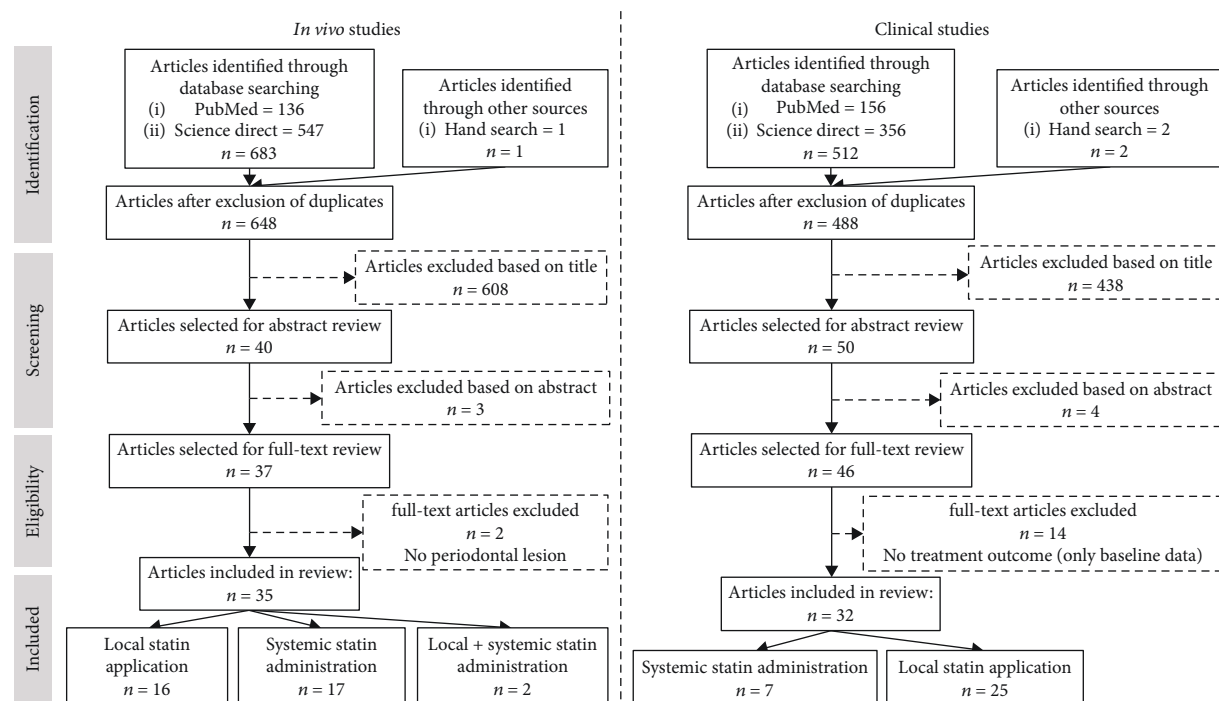 In vivo studies
Identification
Articles identified through
database searching
(i) PubMed = 136
(ii) Science direct = 547
n = 683
Articles identified
through other sources
(i) Hand search = 1
n = 1
Articles after exclusion of duplicates
n = 648
Screening
Articles excluded based on title
n = 608
Articles selected for abstract review
n = 40
Articles excluded based on abstract
n = 3
Eligibility
Articles selected for full-text review
n = 37
full-text articles excluded
n = 2
No periodontal lesion
Included
Articles included in review:
n = 35
Local statin
application
n = 16
Systemic statin
administration
n = 17
Local + systemic statin
administration
n = 2
Clinical studies
Articles identified through
database searching
(i) PubMed = 156
(ii) Science direct = 356
n = 512
Articles identified through
other sources
(i) Hand search = 2
n = 2
Articles after exclusion of duplicates
n = 488
Articles excluded based on title
n = 438
Articles selected for abstract review
n = 50
Articles excluded based on abstract
n = 4
Articles selected for full-text review
n = 46
full-text articles excluded
n = 14
No treatment outcome (only baseline data)
Articles included in review:
n = 32
Systemic statin administration
n = 7
Local statin application
n = 25